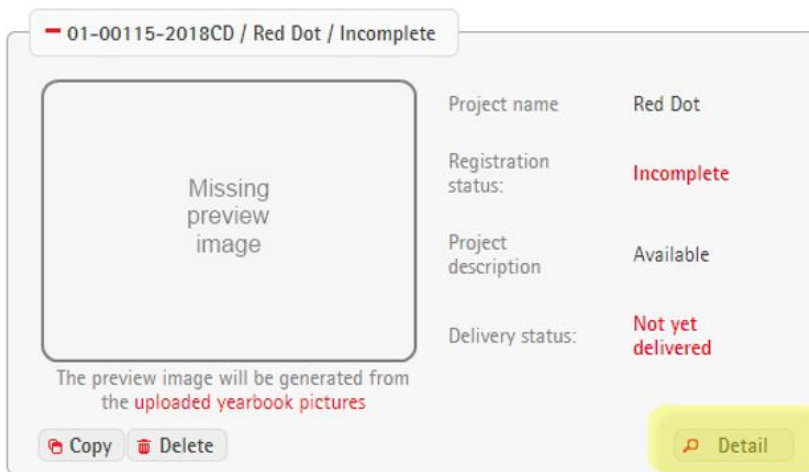 01-00115-2018CD / Red Dot / Incomplete
Missing
preview
image
The preview image will be generated from
the uploaded yearbook pictures
Copy Delete
Project name Red Dot
Registration
status: Incomplete
Project
description Available
Delivery status: Not yet
delivered
Detail